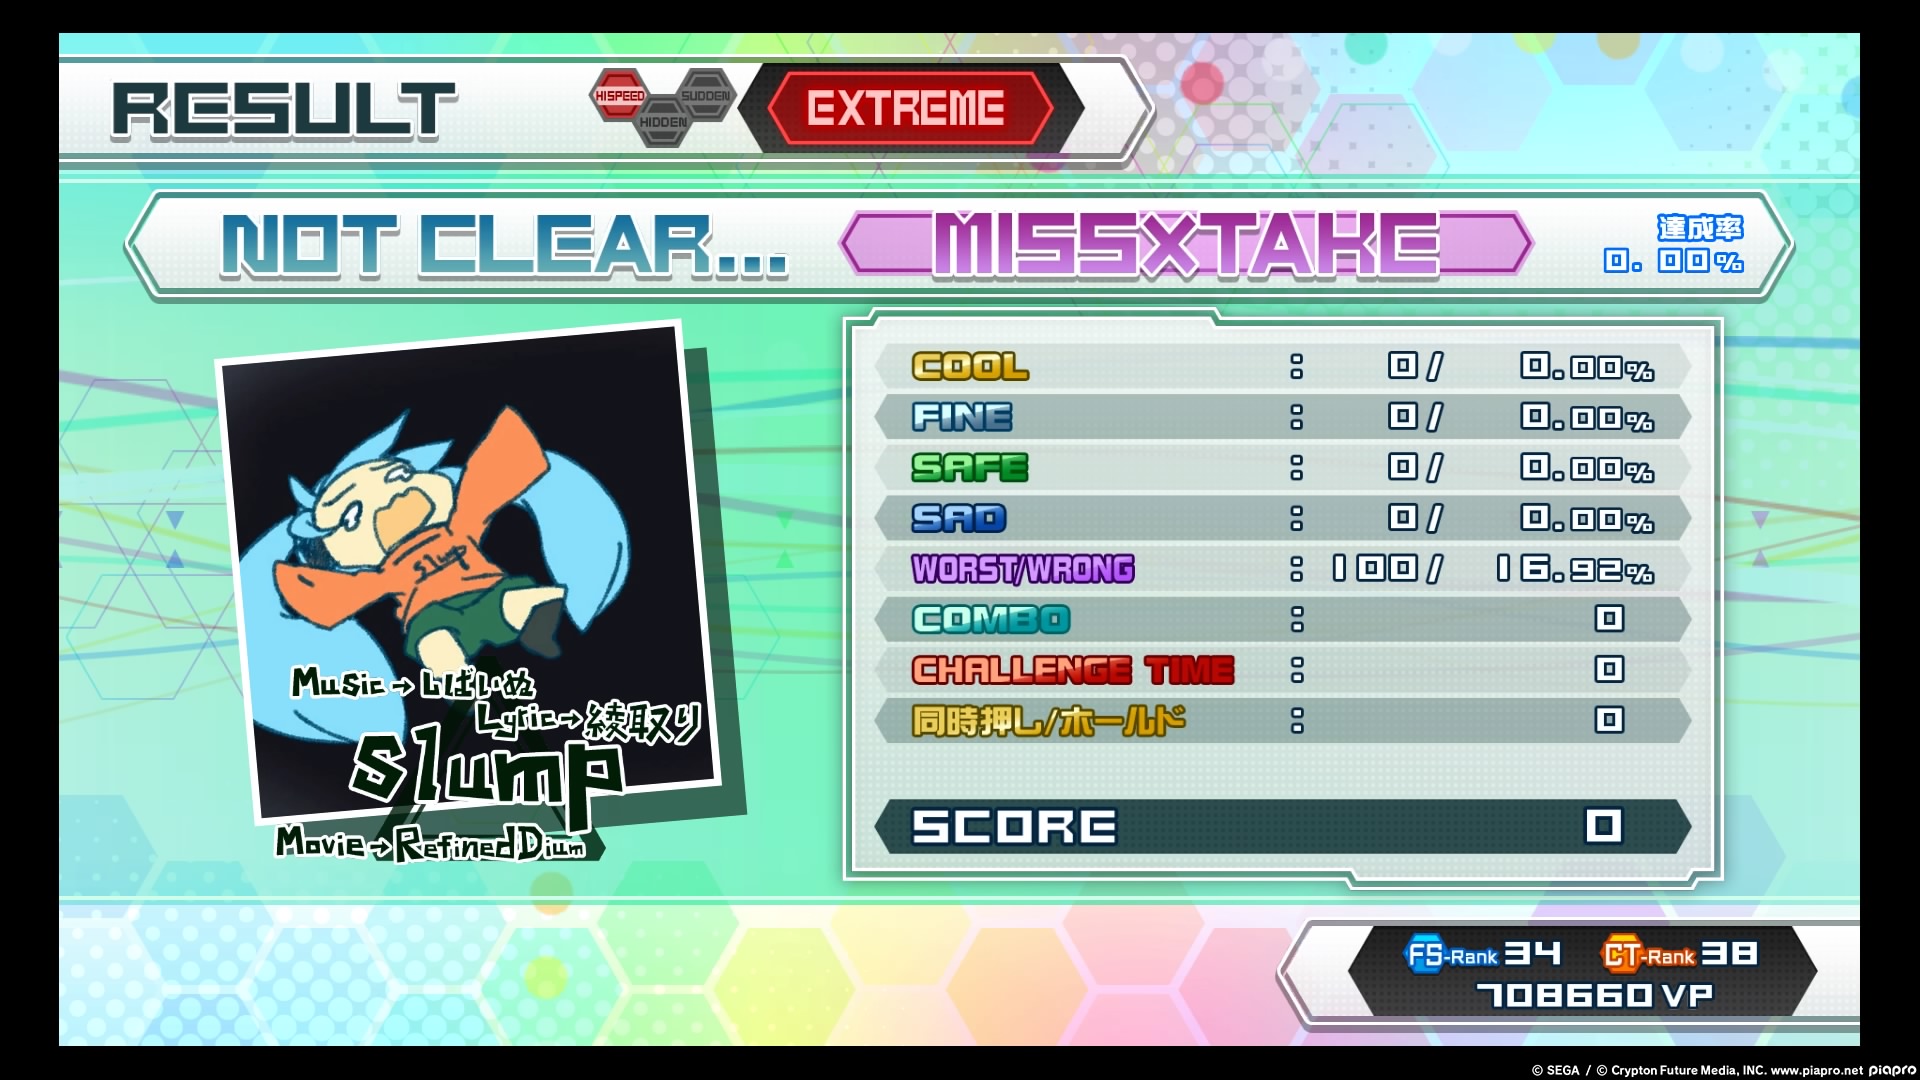 RESULT
HISPEED
HIDDEN
SUDDEN
EXTREME
NOT CLEAR...
MISS×TAKE
達成率
0.00%
COOL : 0/ 0.00%
FINE : 0/ 0.00%
SAFE : 0/ 0.00%
SAD : 0/ 0.00%
WORST/WRONG : 100/ 16.92%
COMBO : 0
CHALLENGE TIME : 0
同時押し/ホールド : 0
SCORE 0
slump
Music→しばいぬ
Lyric→綾取り
slump
Movie→RefinedDium
FS-Rank 34 CT-Rank 38
708660 VP
© SEGA / © Crypton Future Media, INC. www.piapro.net piapro